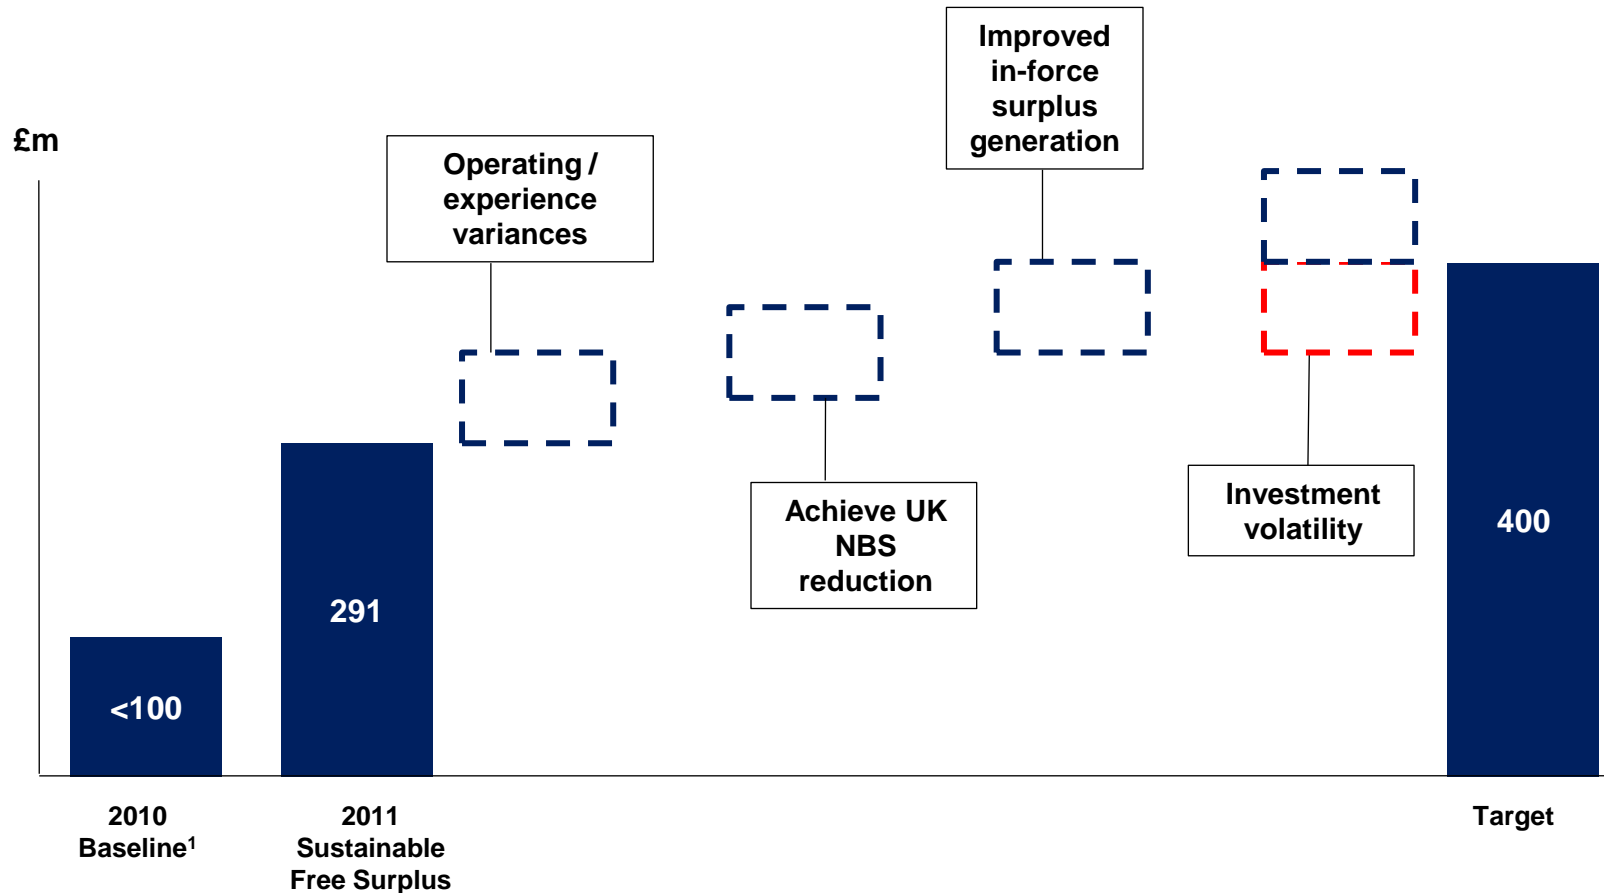 £m
Operating /
experience
variances
Improved
in-force
surplus
generation
Achieve UK
NBS
reduction
Investment
volatility
<100
291
400
2010
Baseline¹
2011
Sustainable
Free Surplus
Target